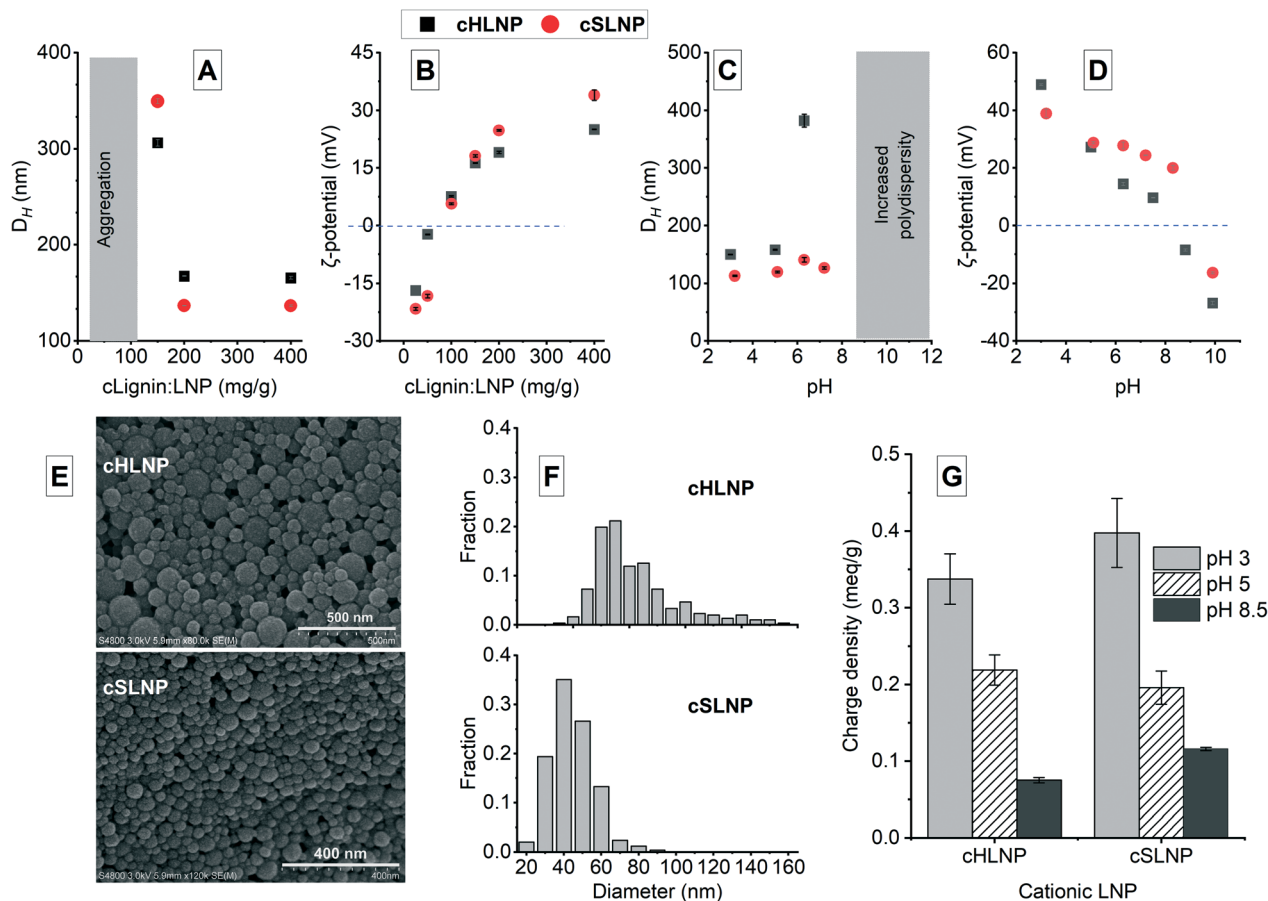 cHLNP cSLNP
A
400
300
200
100
D_H (nm)
Aggregation
0 100 200 300 400
cLignin:LNP (mg/g)
B
45
30
15
0
-15
-30
ζ-potential (mV)
0 100 200 300 400
cLignin:LNP (mg/g)
C
500
400
300
200
100
0
D_H (nm)
Increased
polydispersity
2 4 6 8 10 12
pH
D
60
40
20
0
-20
-40
ζ-potential (mV)
2 4 6 8 10
pH
E
cHLNP
500 nm
S4800 3.0kV 5.9mm x80.0k SE(M)
500nm
cSLNP
400 nm
S4800 3.0kV 5.9mm x120k SE(M)
400nm
F
cHLNP
0.4
0.3
0.2
0.1
0.0
Fraction
cSLNP
0.4
0.3
0.2
0.1
0.0
Fraction
20 40 60 80 100 120 140 160
Diameter (nm)
G
0.5
0.4
0.3
0.2
0.1
0.0
Charge density (meq/g)
pH 3
pH 5
pH 8.5
cHLNP cSLNP
Cationic LNP